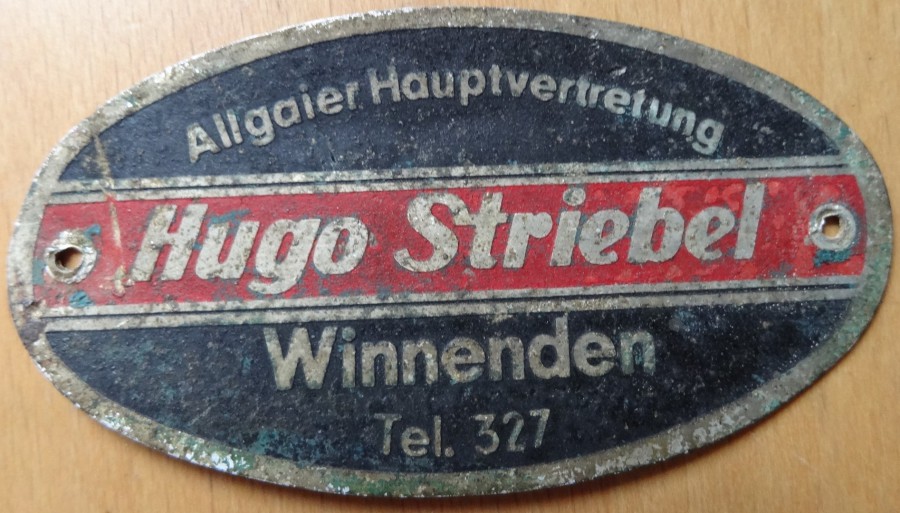 Allgaier Hauptvertretung
Hugo Striebel
Winnenden
Tel. 327